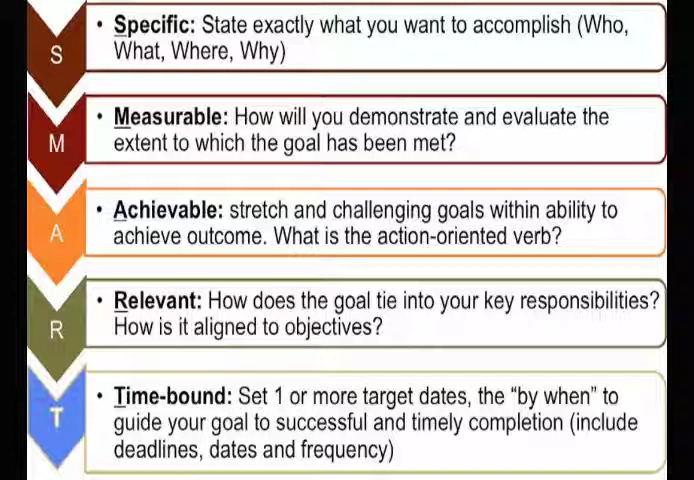 S
• Specific: State exactly what you want to accomplish (Who,
What, Where, Why)
M
• Measurable: How will you demonstrate and evaluate the
extent to which the goal has been met?
A
• Achievable: stretch and challenging goals within ability to
achieve outcome. What is the action-oriented verb?
R
• Relevant: How does the goal tie into your key responsibilities?
How is it aligned to objectives?
T
• Time-bound: Set 1 or more target dates, the “by when” to
guide your goal to successful and timely completion (include
deadlines, dates and frequency)